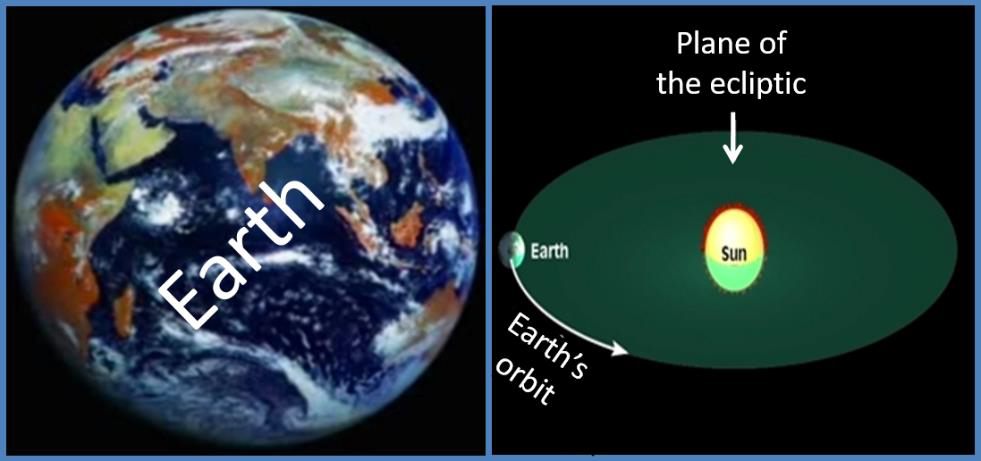 Earth
Plane of
the ecliptic
Sun
Earth
Earth’s
orbit